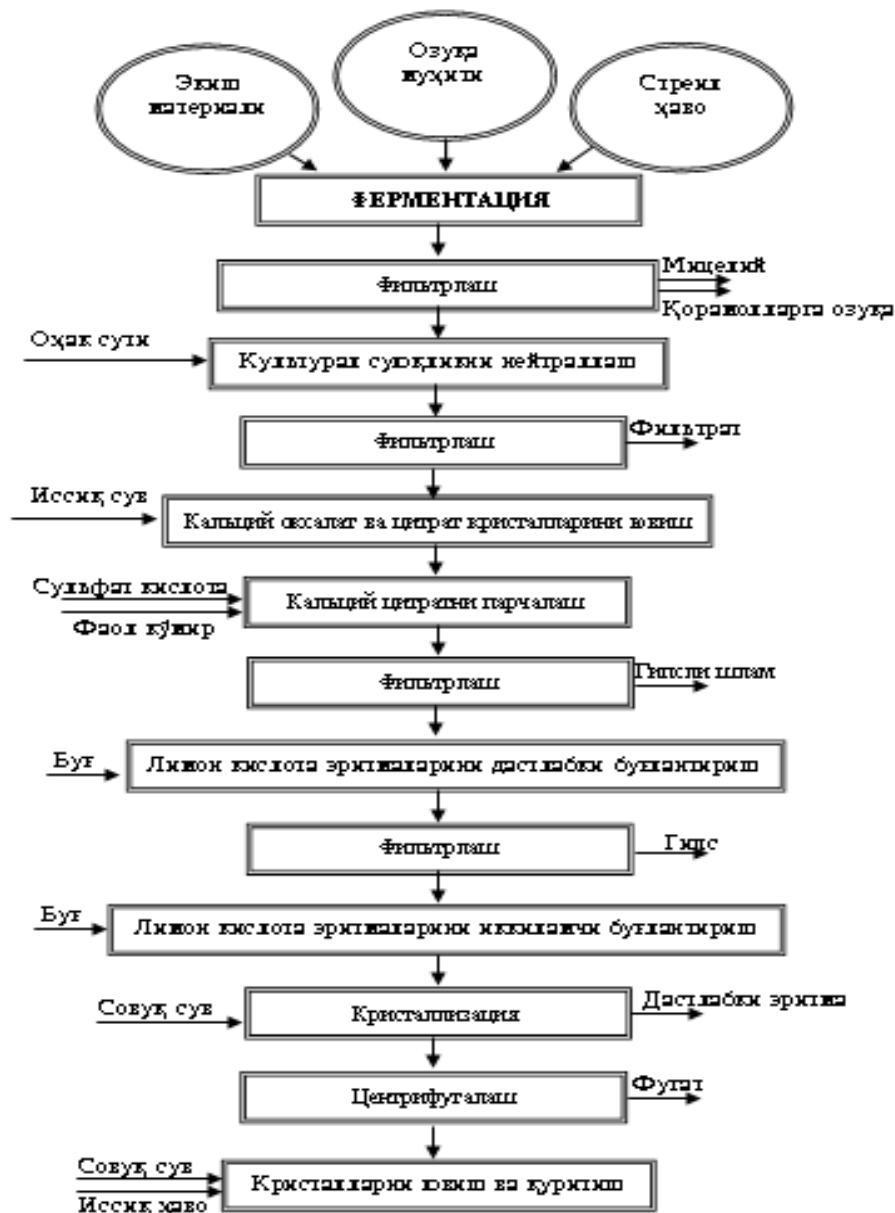 Экиш
материали
Озуқа
муҳити
Стреил
ҳаво
ФЕРМЕНТАЦИЯ
Фильтрлаш
Мицелий
Қорамолларга озуқа
Оҳак сути
Культурал суюқликни нейтраллаш
Фильтрлаш
Фильтрат
Иссиқ сув
Кальций оксалат ва цитрат кристалларини ювиш
Сульфат кислота
Фаол кўмир
Кальций цитратни парчалаш
Фильтрлаш
Гипсли шлам
Буғ
Лимон кислота эритмаларини дастлабки буғлантириш
Фильтрлаш
Гипс
Буғ
Лимон кислота эритмаларини иккиламчи буғлантириш
Совуқ сув
Кристаллизация
Дастлабки эритма
Центрифугалаш
Фугат
Совуқ сув
Иссиқ ҳаво
Кристалларни ювиш ва қуритиш